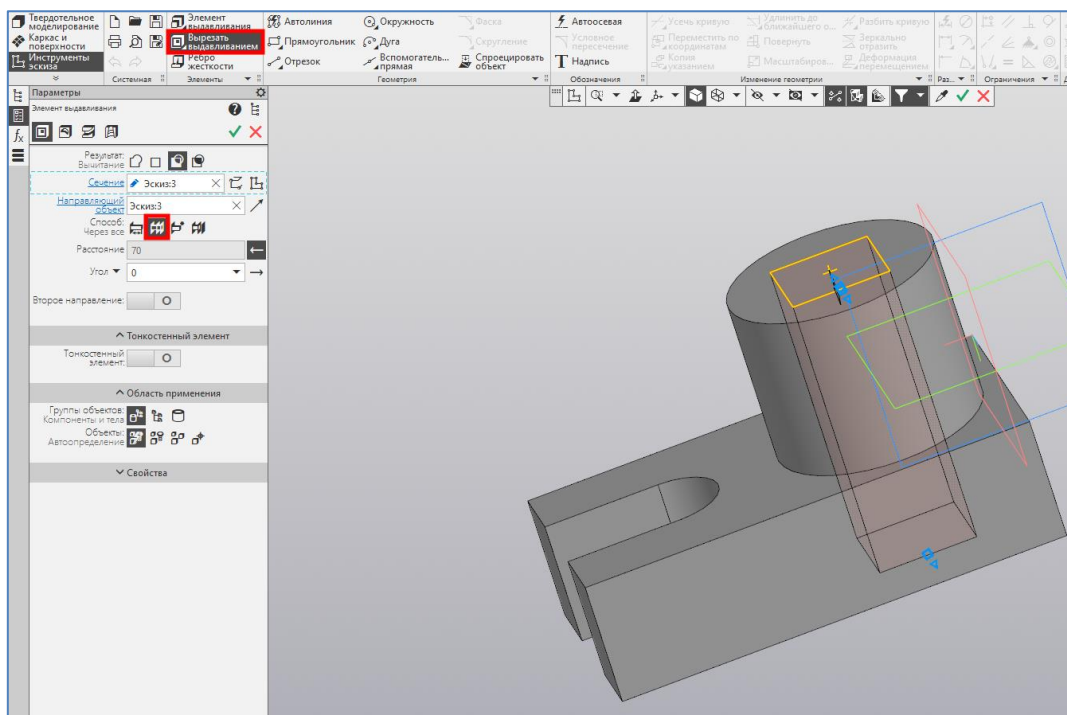 Твердотельное моделирование
Каркас и поверхности
Инструменты эскиза
Системная
Элемент выдавливания
Вырезать выдавливанием
Ребро жесткости
Элементы
Автолиния
Прямоугольник
Отрезок
Окружность
Дуга
Вспомогатель... прямая
Фаска
Скругление
Спроецировать объект
Геометрия
Автоосевая
Условное пересечение
Надпись
Обозначения
Усечь кривую
Переместить по координатам
Копия указанием
Удлинить до ближайшего о...
Повернуть
Масштабиров...
Разбить кривую
Зеркально отразить
Деформация перемещением
Изменение геометрии
Раз...
Ограничения
Параметры
Элемент выдавливания
Результат:
Вычитание
Сечение
Эскиз:3
Направляющий объект
Эскиз:3
Способ:
Через все
Расстояние
70
Угол
0
Второе направление:
Тонкостенный элемент
Тонкостенный элемент:
Область применения
Группы объектов:
Компоненты и тела
Объекты:
Автоопределение
Свойства